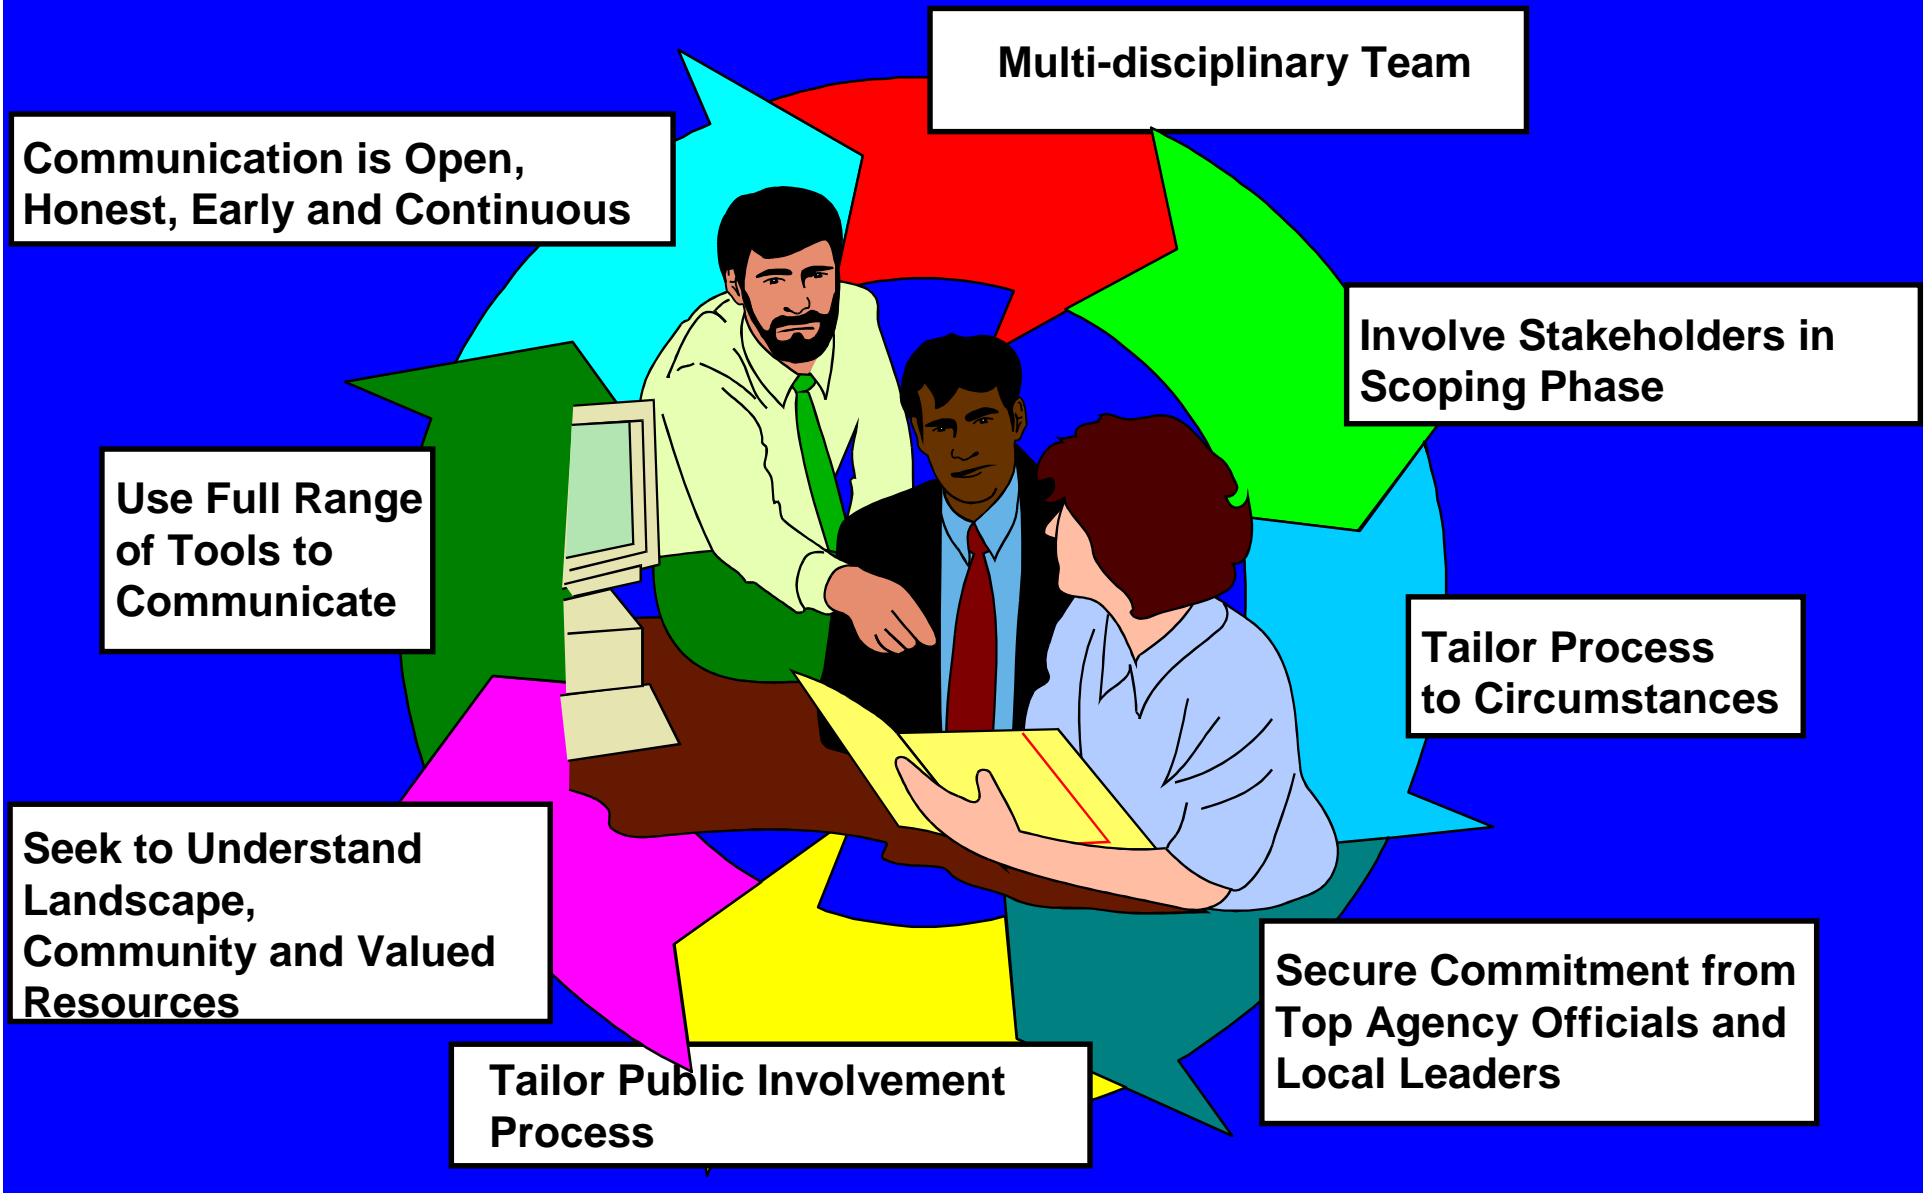 Multi-disciplinary Team
Communication is Open,
Honest, Early and Continuous
Involve Stakeholders in
Scoping Phase
Use Full Range
of Tools to
Communicate
Tailor Process
to Circumstances
Seek to Understand
Landscape,
Community and Valued
Resources
Secure Commitment from
Top Agency Officials and
Local Leaders
Tailor Public Involvement
Process